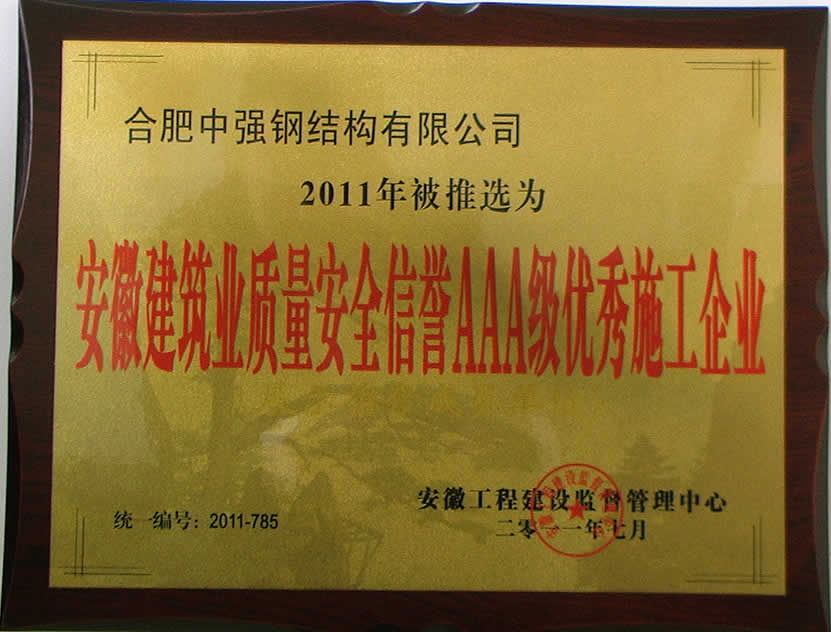 合肥中强钢结构有限公司
2011年被推选为
安徽建筑业质量安全信誉AAA级优秀施工企业
安徽工程建设监督管理中心
二零一一年七月
统一编号：2011-785